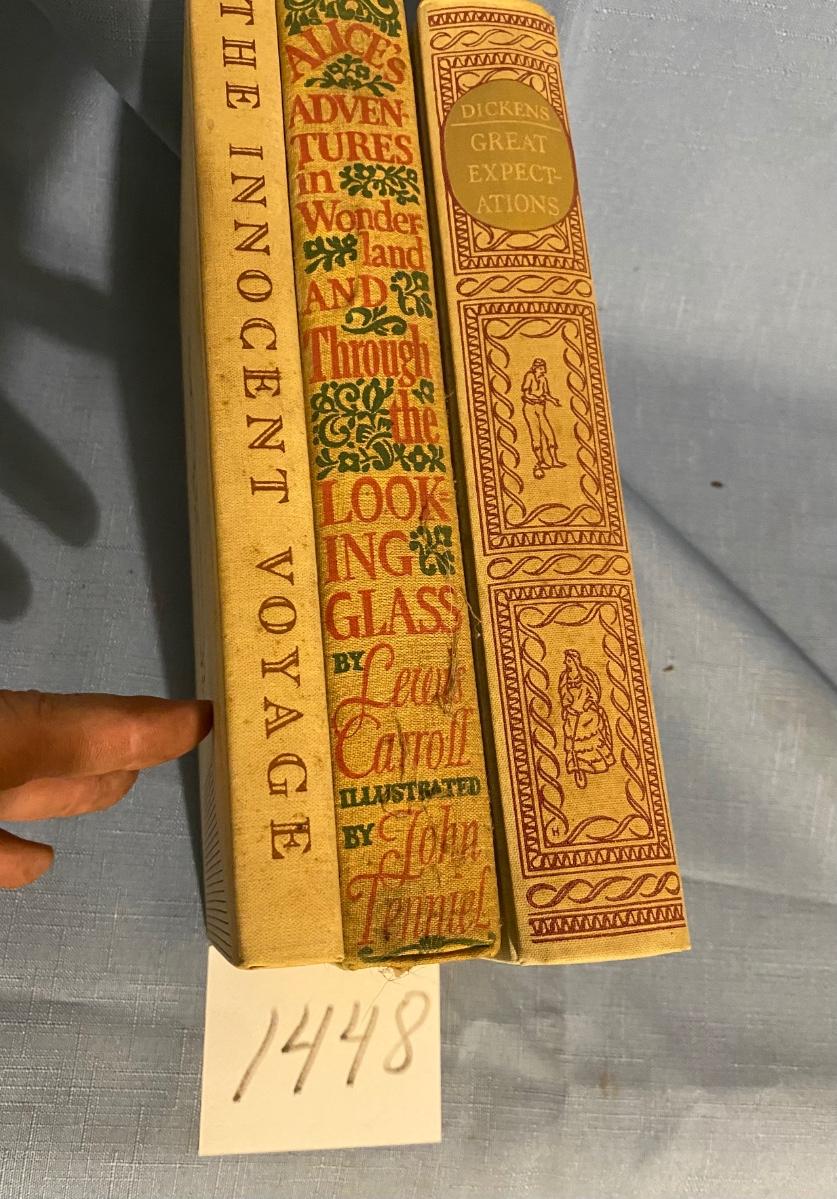 THE INNOCENT VOYAGE
ALICE'S
ADVEN-
TURES
in
Wonder-
land
AND
Through
the
LOOK-
ING
GLASS
BY Lewis
Carroll
ILLUSTRATED
BY John
Tenniel
DICKENS
GREAT
EXPECT-
ATIONS
H
1448